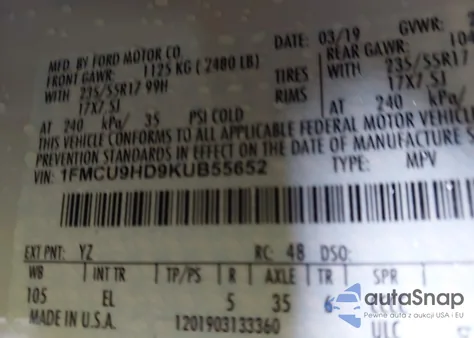 MFD. BY FORD MOTOR CO. DATE: 03/19 GVWR:
FRONT GAWR: 1125 KG ( 2480 LB) REAR GAWR: 104
WITH 235/55R17 99H TIRES WITH 235/55R17
17X7.5J RIMS 17X7.5J
AT 240 kPa/ 35 PSI COLD AT 240 kPa/
THIS VEHICLE CONFORMS TO ALL APPLICABLE FEDERAL MOTOR VEHICLE
PREVENTION STANDARDS IN EFFECT ON THE DATE OF MANUFACTURE
VIN: 1FMCU9HD9KUB55652 TYPE: MPV
EXT PNT: YZ RC: 48 DSO:
WB INT TR TP/PS R AXLE TR SPR
105 EL 5 35 6
MADE IN U.S.A. 1201903133360
ULC
autoSnap
Pewne auta z aukcji USA i EU